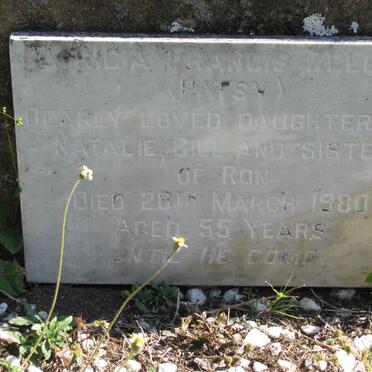 FRANCIS
(PATSY)
DEARLY LOVED DAUGHTER
NATALIE, BILL AND SISTE
OF RON
DIED 28TH MARCH 1980
AGED 55 YEARS
UNTIL HE COME